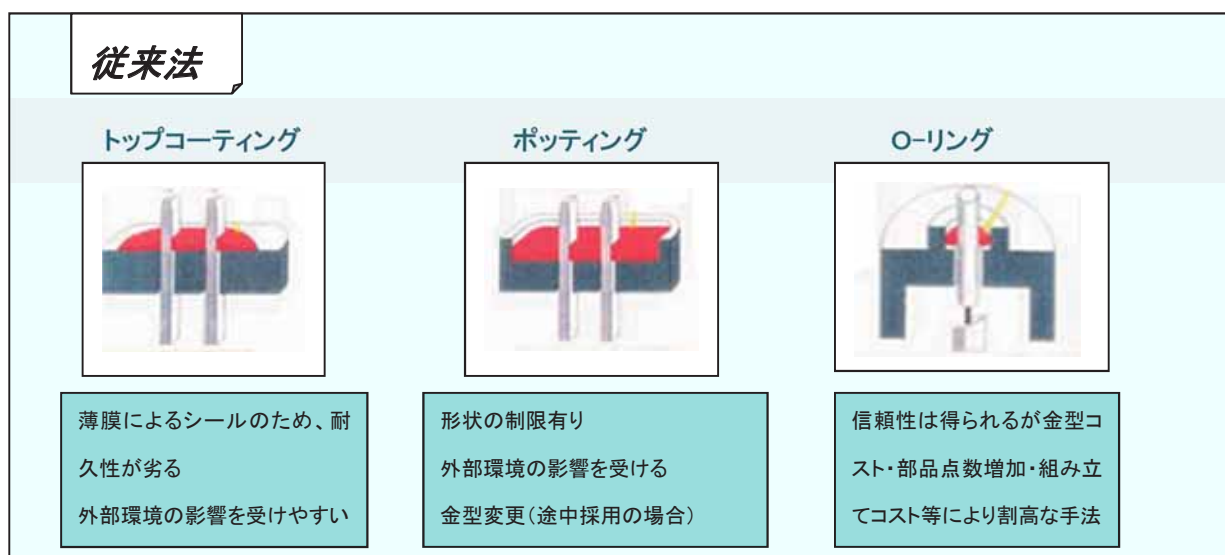 従来法
トップコーティング
ポッティング
O-リング
薄膜によるシールのため、耐
久性が劣る
外部環境の影響を受けやすい
形状の制限有り
外部環境の影響を受ける
金型変更(途中採用の場合)
信頼性は得られるが金型コ
スト・部品点数増加・組み立
てコスト等により割高な手法